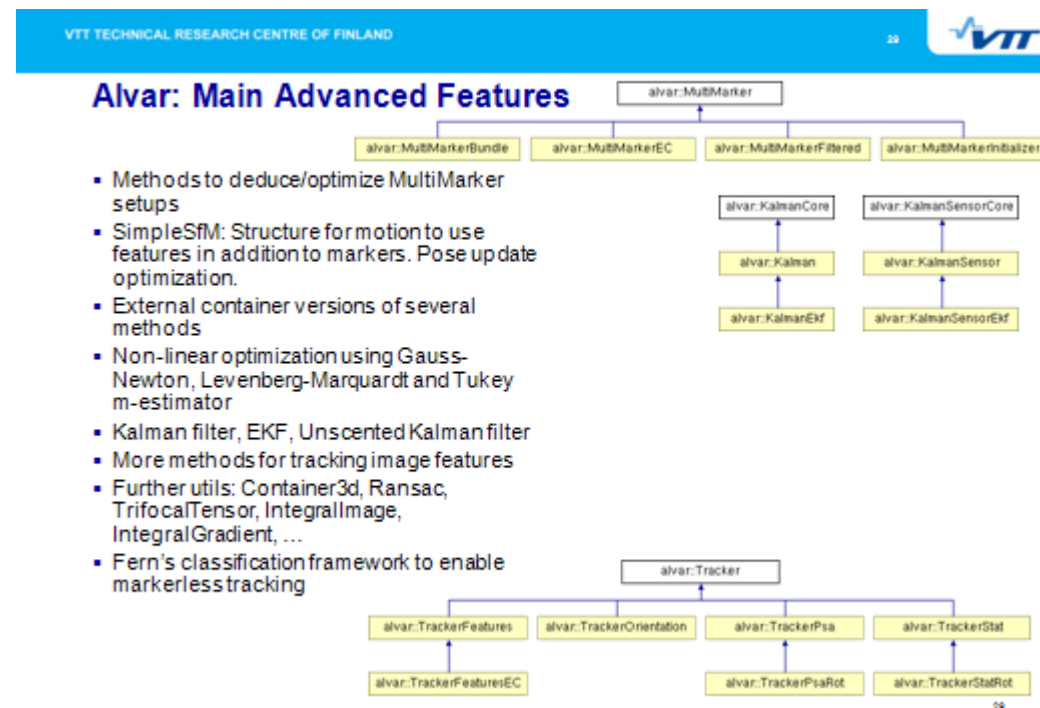 VTT TECHNICAL RESEARCH CENTRE OF FINLAND
29
VTT
Alvar: Main Advanced Features
alvar::MultiMarker
alvar::MultiMarkerBundle
alvar::MultiMarkerEC
alvar::MultiMarkerFiltered
alvar::MultiMarkerInitializer
▪ Methods to deduce/optimize MultiMarker
setups
▪ SimpleSfM: Structure for motion to use
features in addition to markers. Pose update
optimization.
▪ External container versions of several
methods
▪ Non-linear optimization using Gauss-
Newton, Levenberg-Marquardt and Tukey
m-estimator
▪ Kalman filter, EKF, Unscented Kalman filter
▪ More methods for tracking image features
▪ Further utils: Container3d, Ransac,
TrifocalTensor, IntegralImage,
IntegralGradient, …
▪ Fern's classification framework to enable
markerless tracking
alvar::KalmanCore
alvar::KalmanSensorCore
alvar::Kalman
alvar::KalmanSensor
alvar::KalmanEkf
alvar::KalmanSensorEkf
alvar::Tracker
alvar::TrackerFeatures
alvar::TrackerOrientation
alvar::TrackerPsa
alvar::TrackerStat
alvar::TrackerFeaturesEC
alvar::TrackerPsaRot
alvar::TrackerStatRot